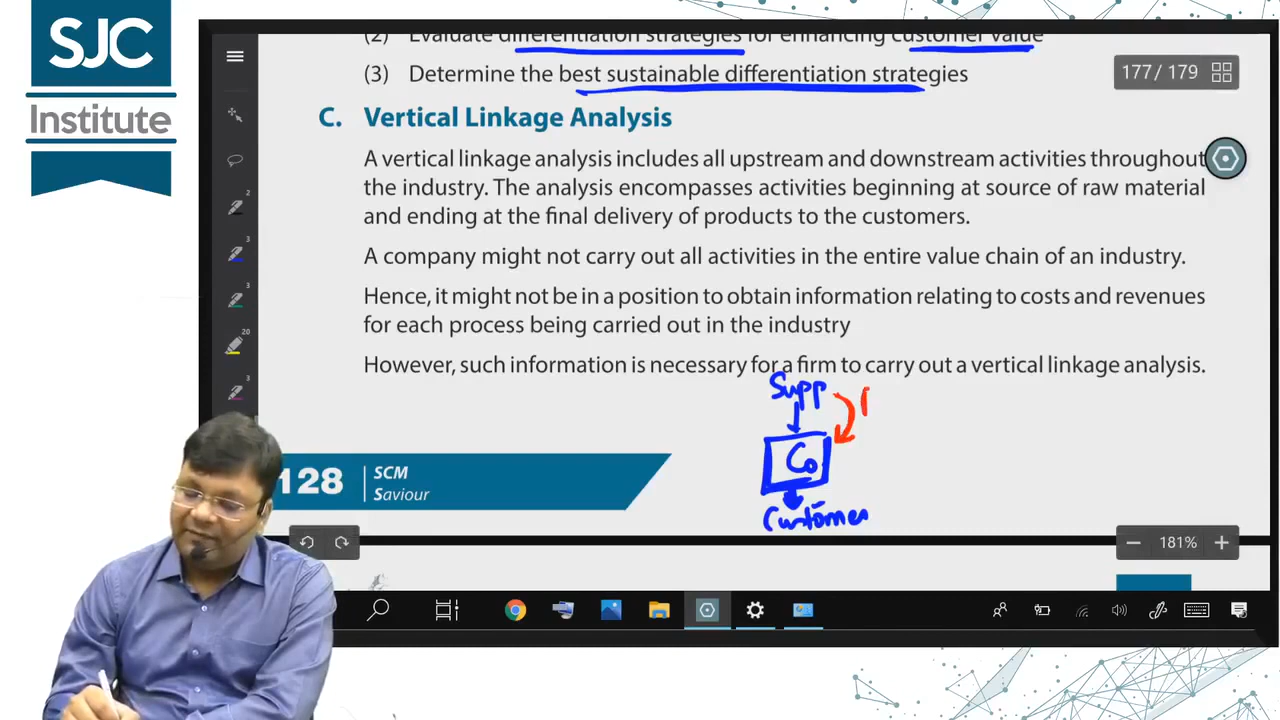 SJC
Institute
(2) Evaluate differentiation strategies for enhancing customer value
(3) Determine the best sustainable differentiation strategies
177 / 179
C. Vertical Linkage Analysis
A vertical linkage analysis includes all upstream and downstream activities throughout
the industry. The analysis encompasses activities beginning at source of raw material
and ending at the final delivery of products to the customers.
A company might not carry out all activities in the entire value chain of an industry.
Hence, it might not be in a position to obtain information relating to costs and revenues
for each process being carried out in the industry
However, such information is necessary for a firm to carry out a vertical linkage analysis.
2
3
3
20
3
Supp
Co
Customer
128
SCM
Saviour
181%